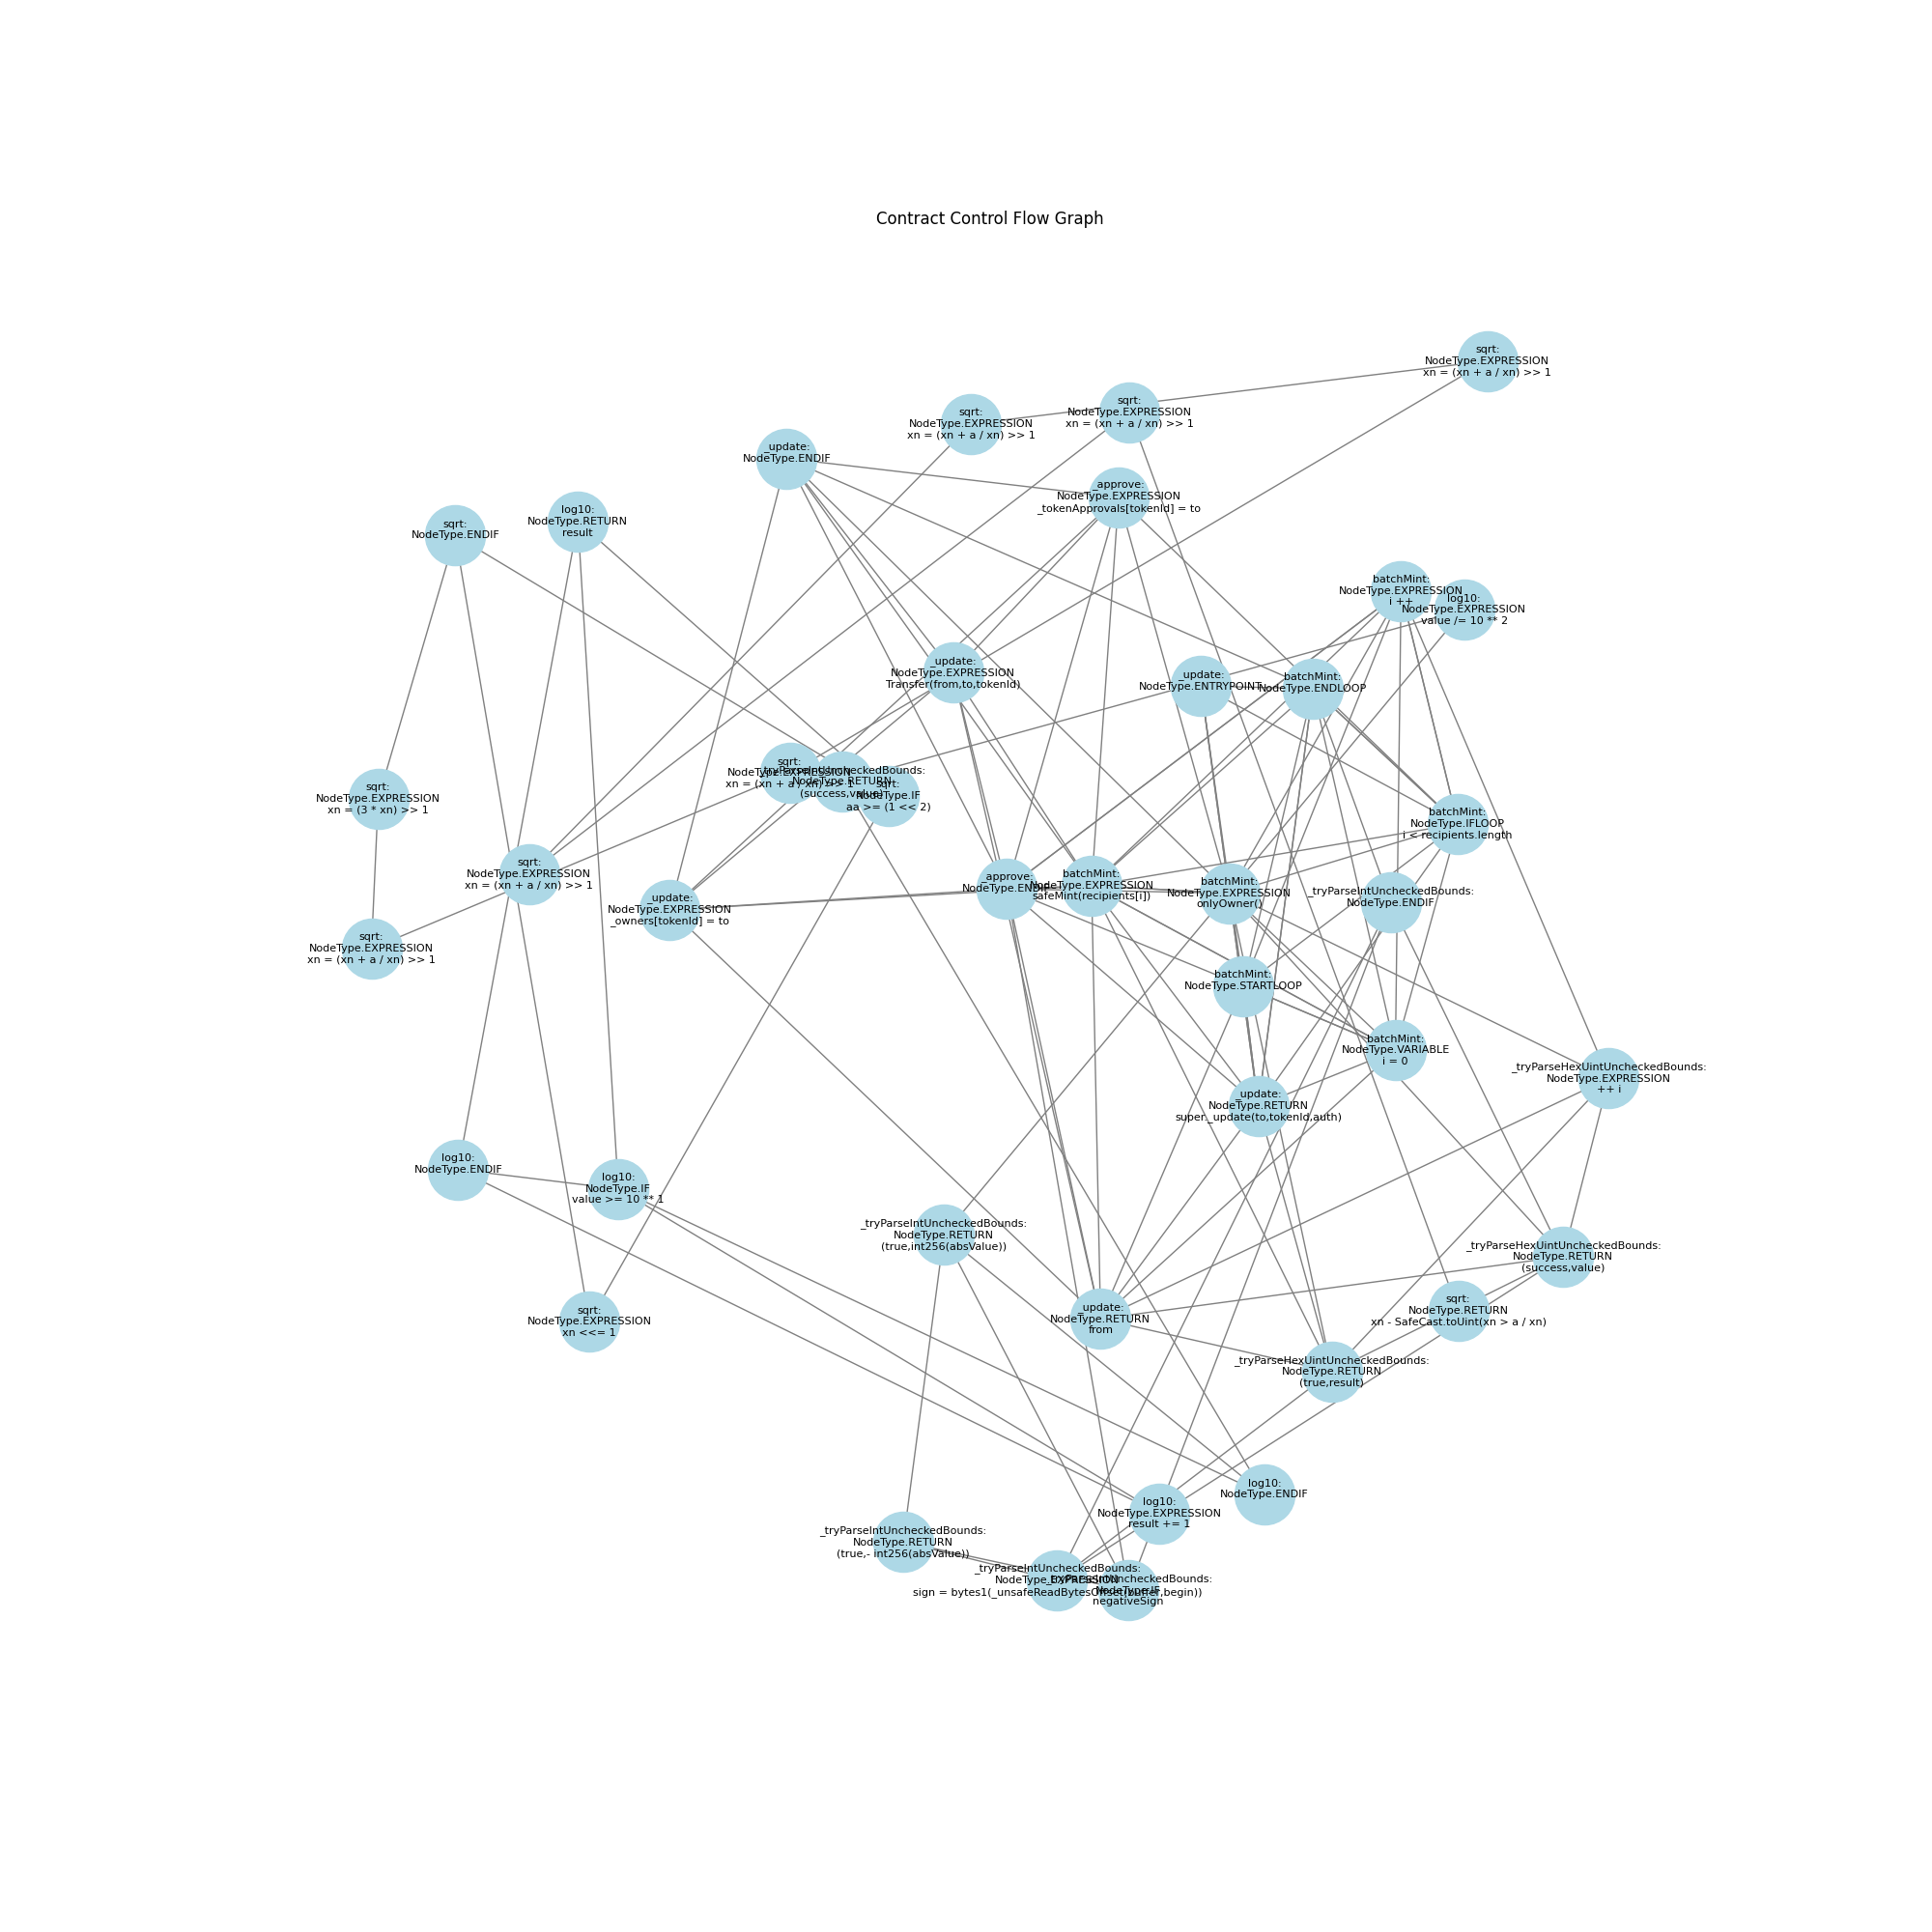 Contract Control Flow Graph
sqrt:
NodeType.EXPRESSION
xn = (xn + a / xn) >> 1
sqrt:
NodeType.EXPRESSION
xn = (xn + a / xn) >> 1
sqrt:
NodeType.EXPRESSION
xn = (xn + a / xn) >> 1
_update:
NodeType.ENDIF
_approve:
NodeType.EXPRESSION
_tokenApprovals[tokenId] = to
log10:
NodeType.RETURN
result
sqrt:
NodeType.ENDIF
batchMint:
NodeType.EXPRESSION
i ++
log10:
NodeType.EXPRESSION
value /= 10 ** 2
_update:
NodeType.EXPRESSION
Transfer(from,to,tokenId)
_update:
NodeType.ENTRYPOINT
batchMint:
NodeType.ENDLOOP
sqrt:
NodeType.EXPRESSION
xn = (xn + a / xn) >> 1
_tryParseIntUncheckedBounds:
NodeType.RETURN
(success,value)
sqrt:
NodeType.IF
aa >= (1 << 2)
sqrt:
NodeType.EXPRESSION
xn = (3 * xn) >> 1
batchMint:
NodeType.IFLOOP
i < recipients.length
sqrt:
NodeType.EXPRESSION
xn = (xn + a / xn) >> 1
_update:
NodeType.EXPRESSION
_owners[tokenId] = to
_approve:
NodeType.ENDIF
batchMint:
NodeType.EXPRESSION
safeMint(recipients[i])
batchMint:
NodeType.EXPRESSION
onlyOwner()
_tryParseIntUncheckedBounds:
NodeType.ENDIF
sqrt:
NodeType.EXPRESSION
xn = (xn + a / xn) >> 1
batchMint:
NodeType.STARTLOOP
batchMint:
NodeType.VARIABLE
i = 0
_tryParseHexUintUncheckedBounds:
NodeType.EXPRESSION
++ i
_update:
NodeType.RETURN
super._update(to,tokenId,auth)
log10:
NodeType.ENDIF
log10:
NodeType.IF
value >= 10 ** 1
_tryParseIntUncheckedBounds:
NodeType.RETURN
(true,int256(absValue))
_tryParseHexUintUncheckedBounds:
NodeType.RETURN
(success,value)
sqrt:
NodeType.EXPRESSION
xn <<= 1
_update:
NodeType.RETURN
from
sqrt:
NodeType.RETURN
xn - SafeCast.toUint(xn > a / xn)
_tryParseHexUintUncheckedBounds:
NodeType.RETURN
(true,result)
log10:
NodeType.ENDIF
log10:
NodeType.EXPRESSION
result += 1
_tryParseIntUncheckedBounds:
NodeType.RETURN
(true,- int256(absValue))
_tryParseIntUncheckedBounds:
NodeType.EXPRESSION
sign = bytes1(_unsafeReadBytesOffset(buffer,begin))
_tryParseIntUncheckedBounds:
NodeType.IF
negativeSign